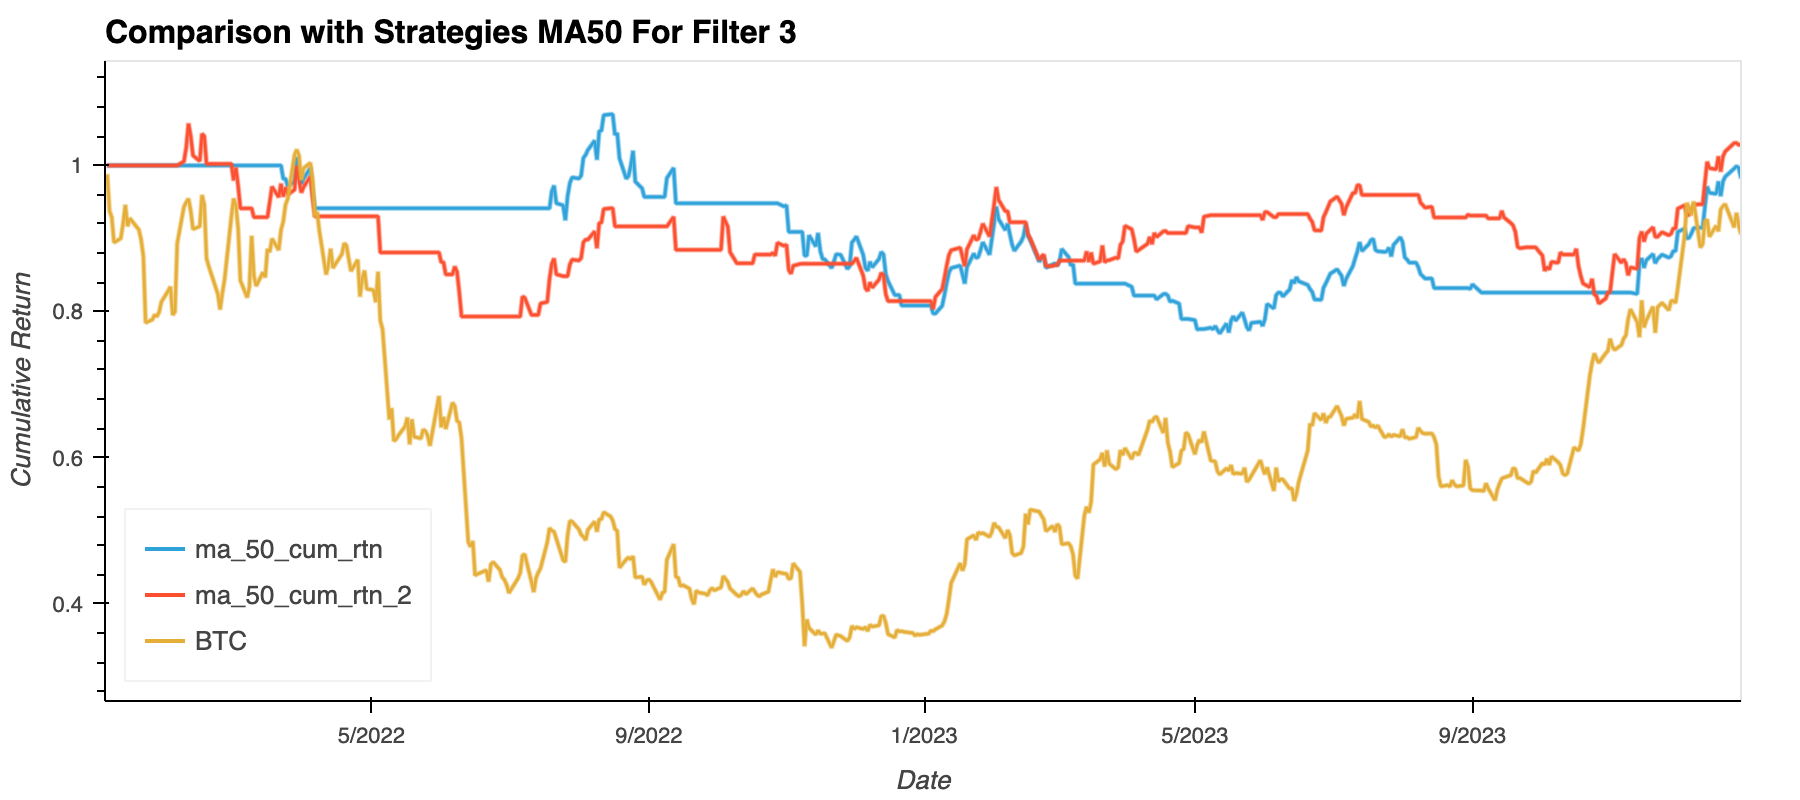 Comparison with Strategies MA50 For Filter 3
Cumulative Return
1
0.8
0.6
0.4
ma_50_cum_rtn
ma_50_cum_rtn_2
BTC
5/2022
9/2022
1/2023
5/2023
9/2023
Date